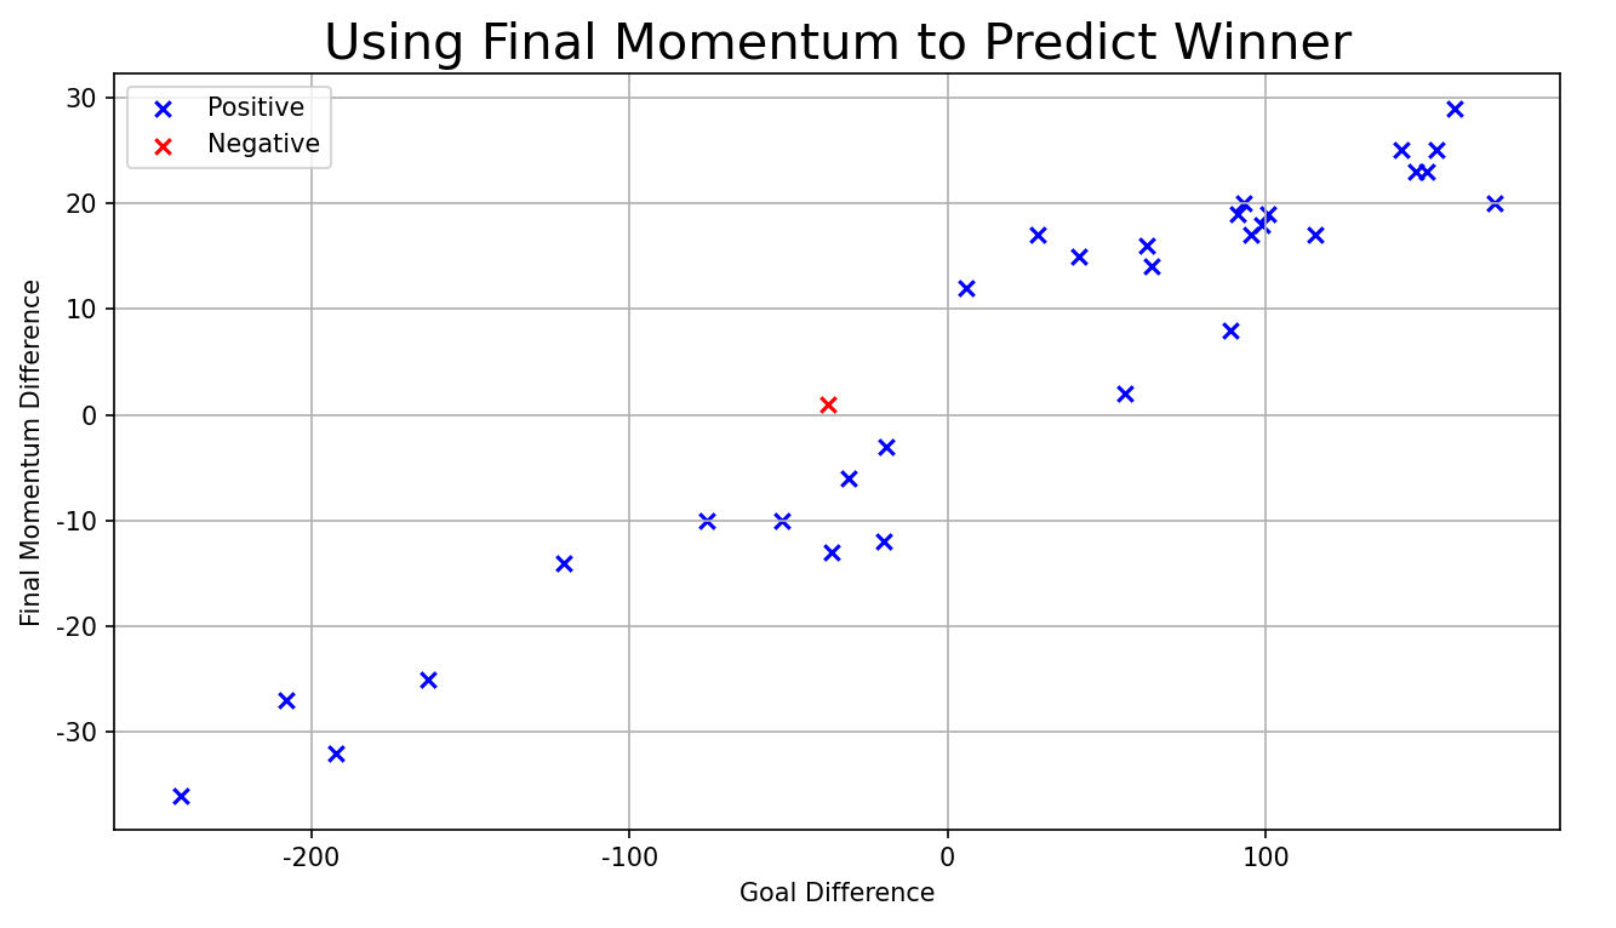 Using Final Momentum to Predict Winner
Positive
Negative
30
20
10
0
-10
-20
-30
Final Momentum Difference
-200
-100
0
100
Goal Difference